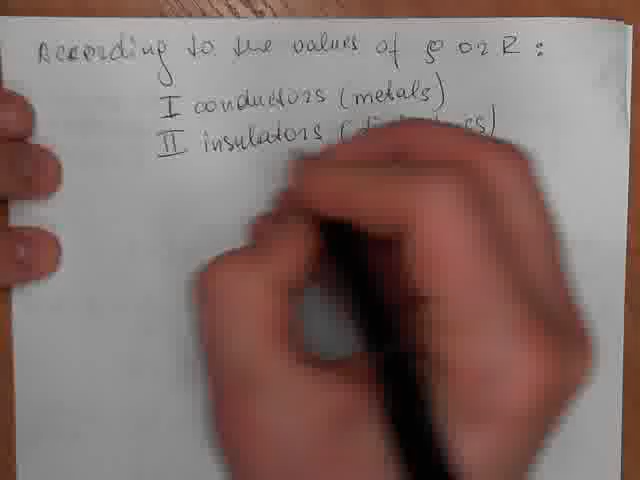 According to the values of ρ or R:
I conductors (metals)
II insulators (